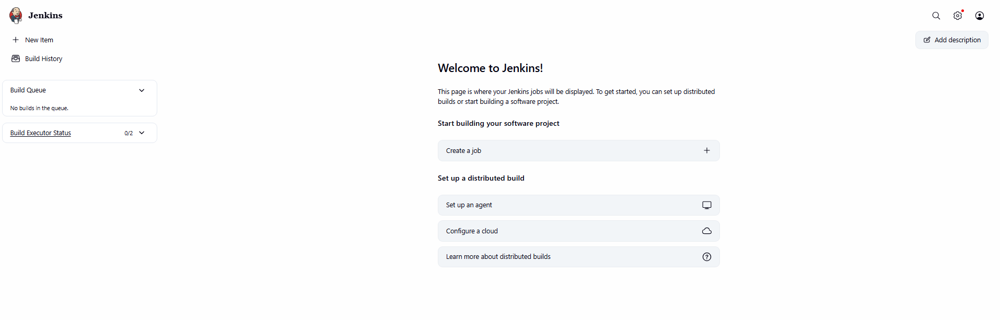 Jenkins
New Item
Add description
Build History
Build Queue
No builds in the queue.
Build Executor Status 0/2
Welcome to Jenkins!
This page is where your Jenkins jobs will be displayed. To get started, you can set up distributed
builds or start building a software project.
Start building your software project
Create a job
Set up a distributed build
Set up an agent
Configure a cloud
Learn more about distributed builds